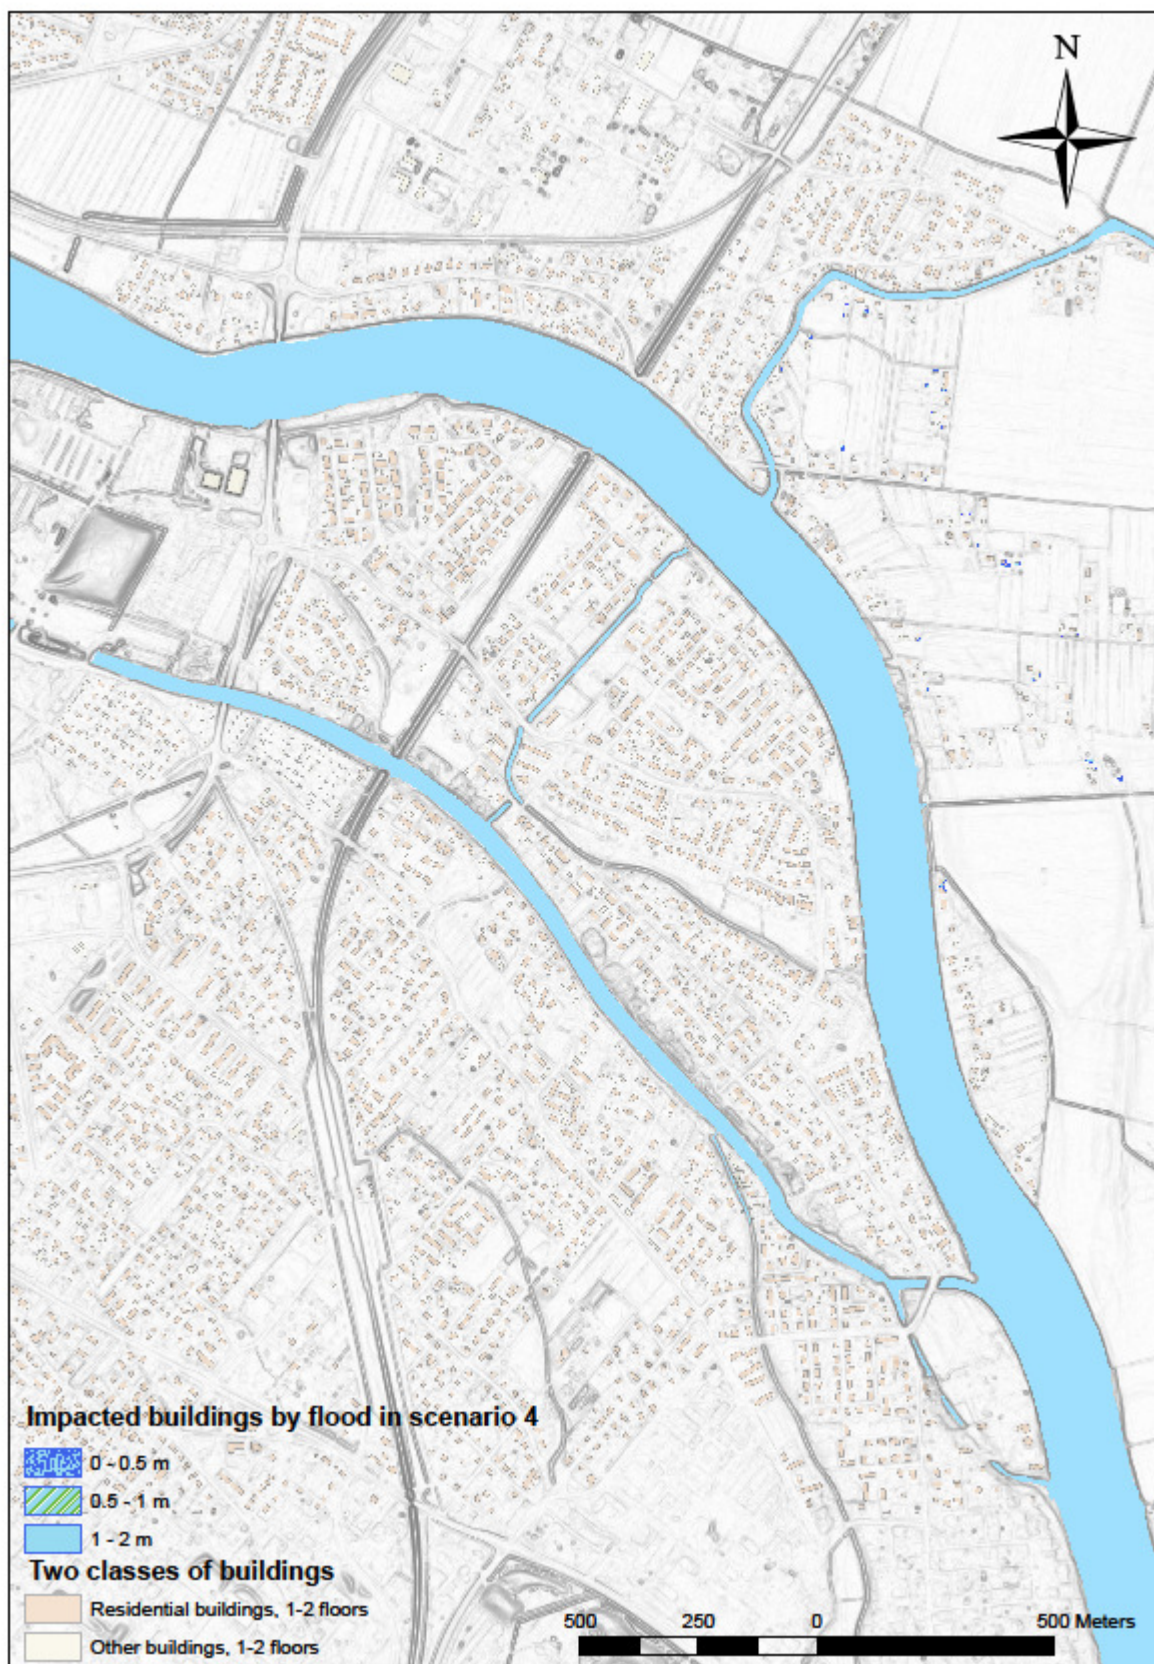 N
Impacted buildings by flood in scenario 4
0 - 0.5 m
0.5 - 1 m
1 - 2 m
Two classes of buildings
Residential buildings, 1-2 floors
Other buildings, 1-2 floors
500 250 0 500 Meters